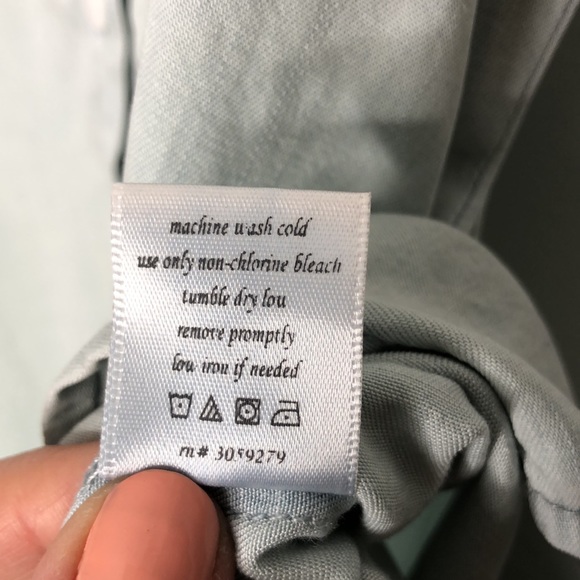 machine wash cold
use only non-chlorine bleach
tumble dry low
remove promptly
low iron if needed
rn# 3059279